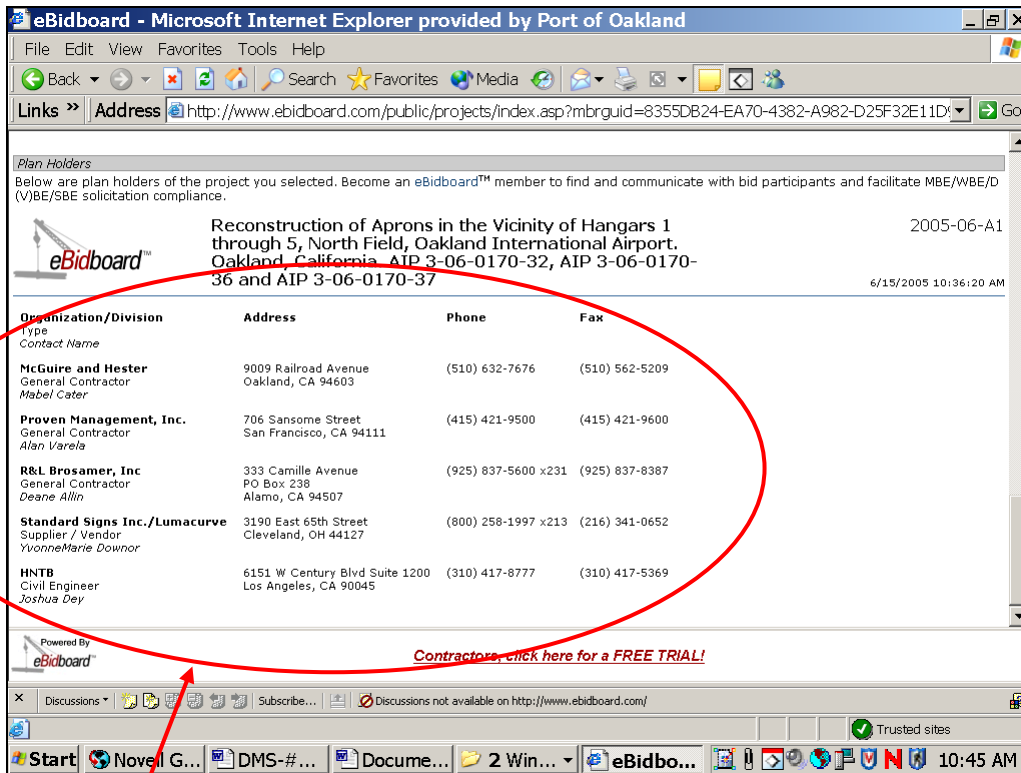 eBidboard - Microsoft Internet Explorer provided by Port of Oakland
File Edit View Favorites Tools Help
Back Search Favorites Media
Links » Address http://www.ebidboard.com/public/projects/index.asp?mbrguid=8355DB24-EA70-4382-A982-D25F32E11D9 Go
Plan Holders
Below are plan holders of the project you selected. Become an eBidboard™ member to find and communicate with bid participants and facilitate MBE/WBE/D
(V)BE/SBE solicitation compliance.
eBidboard™
Reconstruction of Aprons in the Vicinity of Hangars 1
through 5, North Field, Oakland International Airport.
Oakland, California, AIP 3-06-0170-32, AIP 3-06-0170-
36 and AIP 3-06-0170-37
2005-06-A1
6/15/2005 10:36:20 AM
Organization/Division Address Phone Fax
Type
Contact Name
McGuire and Hester 9009 Railroad Avenue (510) 632-7676 (510) 562-5209
General Contractor Oakland, CA 94603
Mabel Cater
Proven Management, Inc. 706 Sansome Street (415) 421-9500 (415) 421-9600
General Contractor San Francisco, CA 94111
Alan Varela
R&L Brosamer, Inc 333 Camille Avenue (925) 837-5600 x231 (925) 837-8387
General Contractor PO Box 238
Deane Allin Alamo, CA 94507
Standard Signs Inc./Lumacurve 3190 East 65th Street (800) 258-1997 x213 (216) 341-0652
Supplier / Vendor Cleveland, OH 44127
YvonneMarie Downor
HNTB 6151 W Century Blvd Suite 1200 (310) 417-8777 (310) 417-5369
Civil Engineer Los Angeles, CA 90045
Joshua Dey
Powered By
eBidboard™
Contractors, click here for a FREE TRIAL!
Discussions Subscribe... Discussions not available on http://www.ebidboard.com/
Trusted sites
Start Novell G... DMS-#... Docume... 2 Win... eBidbo... 10:45 AM